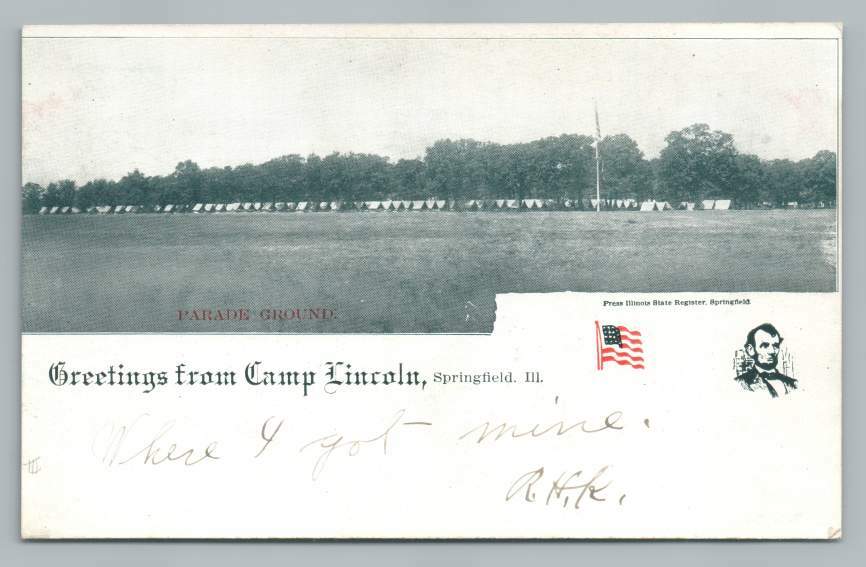 PARADE GROUND.
Press Illinois State Register, Springfield.
Greetings from Camp Lincoln, Springfield. Ill.
Where I got mine.
R.H.K.